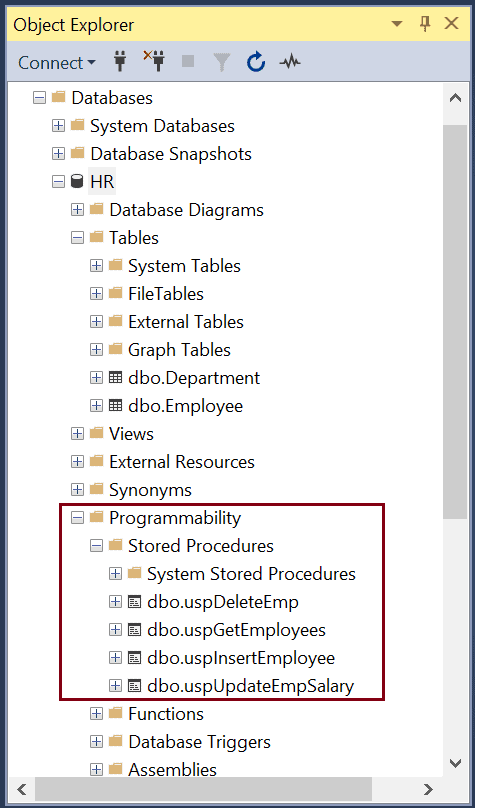 Object Explorer
Connect
Databases
System Databases
Database Snapshots
HR
Database Diagrams
Tables
System Tables
FileTables
External Tables
Graph Tables
dbo.Department
dbo.Employee
Views
External Resources
Synonyms
Programmability
Stored Procedures
System Stored Procedures
dbo.uspDeleteEmp
dbo.uspGetEmployees
dbo.uspInsertEmployee
dbo.uspUpdateEmpSalary
Functions
Database Triggers
Assemblies